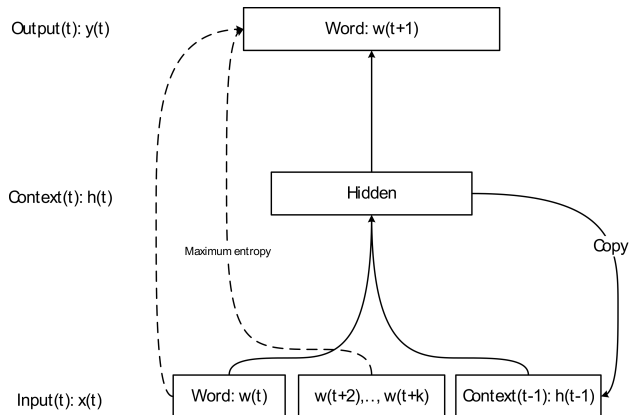 Output(t): y(t)
Word: w(t+1)
Context(t): h(t)
Hidden
Maximum entropy
Copy
Input(t): x(t)
Word: w(t)
w(t+2),.., w(t+k)
Context(t-1): h(t-1)